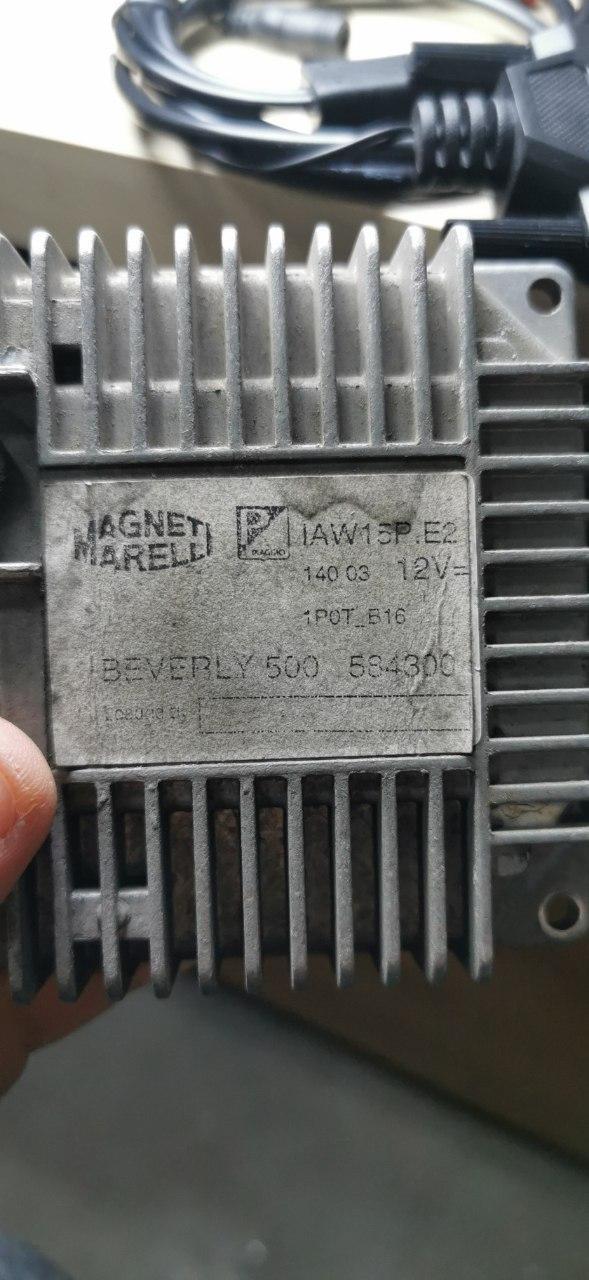 MAGNETI
MARELLI
PIAGGIO
IAW15P.E2
140 03 12V=
1P0T_B16
BEVERLY 500 584300